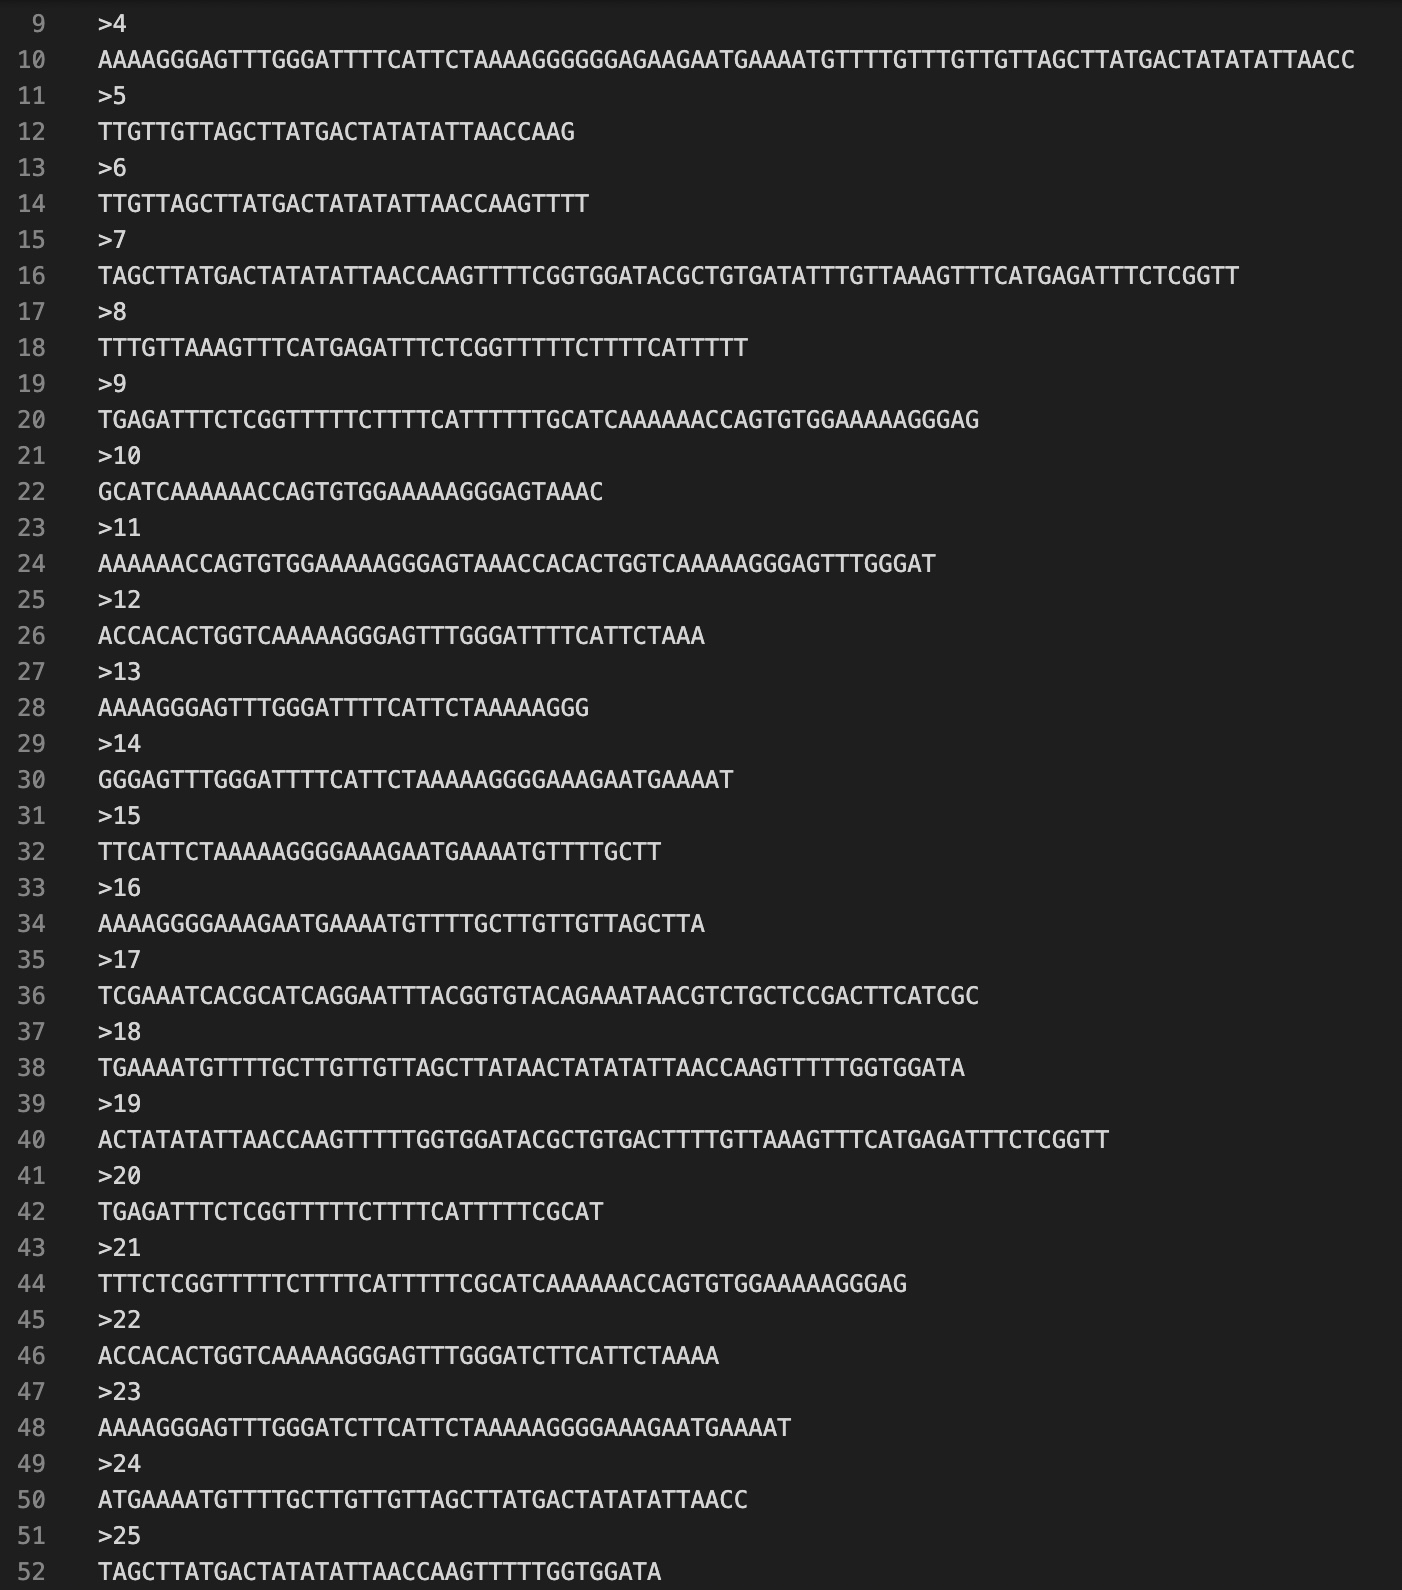 9 >4
10 AAAAGGGAGTTTGGGATTTTCATTCTAAAAGGGGGGAGAAGAATGAAAATGTTTTGTTTGTTGTTAGCTTATGACTATATATTAACC
11 >5
12 TTGTTGTTAGCTTATGACTATATATTAACCAAG
13 >6
14 TTGTTAGCTTATGACTATATATTAACCAAGTTTT
15 >7
16 TAGCTTATGACTATATATTAACCAAGTTTTCGGTGGATACGCTGTGATATTTGTTAAAGTTTCATGAGATTTCTCGGTT
17 >8
18 TTTGTTAAAGTTTCATGAGATTTCTCGGTTTTTCTTTTCATTTTT
19 >9
20 TGAGATTTCTCGGTTTTTCTTTTCATTTTTTGCATCAAAAAACCAGTGTGGAAAAAGGGAG
21 >10
22 GCATCAAAAAACCAGTGTGGAAAAAGGGAGTAAAC
23 >11
24 AAAAAACCAGTGTGGAAAAAGGGAGTAAACCACACTGGTCAAAAAGGGAGTTTGGGAT
25 >12
26 ACCACACTGGTCAAAAAGGGAGTTTGGGATTTTCATTCTAAA
27 >13
28 AAAAGGGAGTTTGGGATTTTCATTCTAAAAAGGG
29 >14
30 GGGAGTTTGGGATTTTCATTCTAAAAAGGGGAAAGAATGAAAAT
31 >15
32 TTCATTCTAAAAAGGGGAAAGAATGAAAATGTTTTGCTT
33 >16
34 AAAAGGGGAAAGAATGAAAATGTTTTGCTTGTTGTTAGCTTA
35 >17
36 TCGAAATCACGCATCAGGAATTTACGGTGTACAGAAATAACGTCTGCTCCGACTTCATCGC
37 >18
38 TGAAAATGTTTTGCTTGTTGTTAGCTTATAACTATATATTAACCAAGTTTTTGGTGGATA
39 >19
40 ACTATATATTAACCAAGTTTTTGGTGGATACGCTGTGACTTTTGTTAAAGTTTCATGAGATTTCTCGGTT
41 >20
42 TGAGATTTCTCGGTTTTTCTTTTCATTTTTCGCAT
43 >21
44 TTTCTCGGTTTTTCTTTTCATTTTTCGCATCAAAAAACCAGTGTGGAAAAAGGGAG
45 >22
46 ACCACACTGGTCAAAAAGGGAGTTTGGGATCTTCATTCTAAAA
47 >23
48 AAAAGGGAGTTTGGGATCTTCATTCTAAAAAGGGGAAAGAATGAAAAT
49 >24
50 ATGAAAATGTTTTGCTTGTTGTTAGCTTATGACTATATATTAACC
51 >25
52 TAGCTTATGACTATATATTAACCAAGTTTTTGGTGGATA